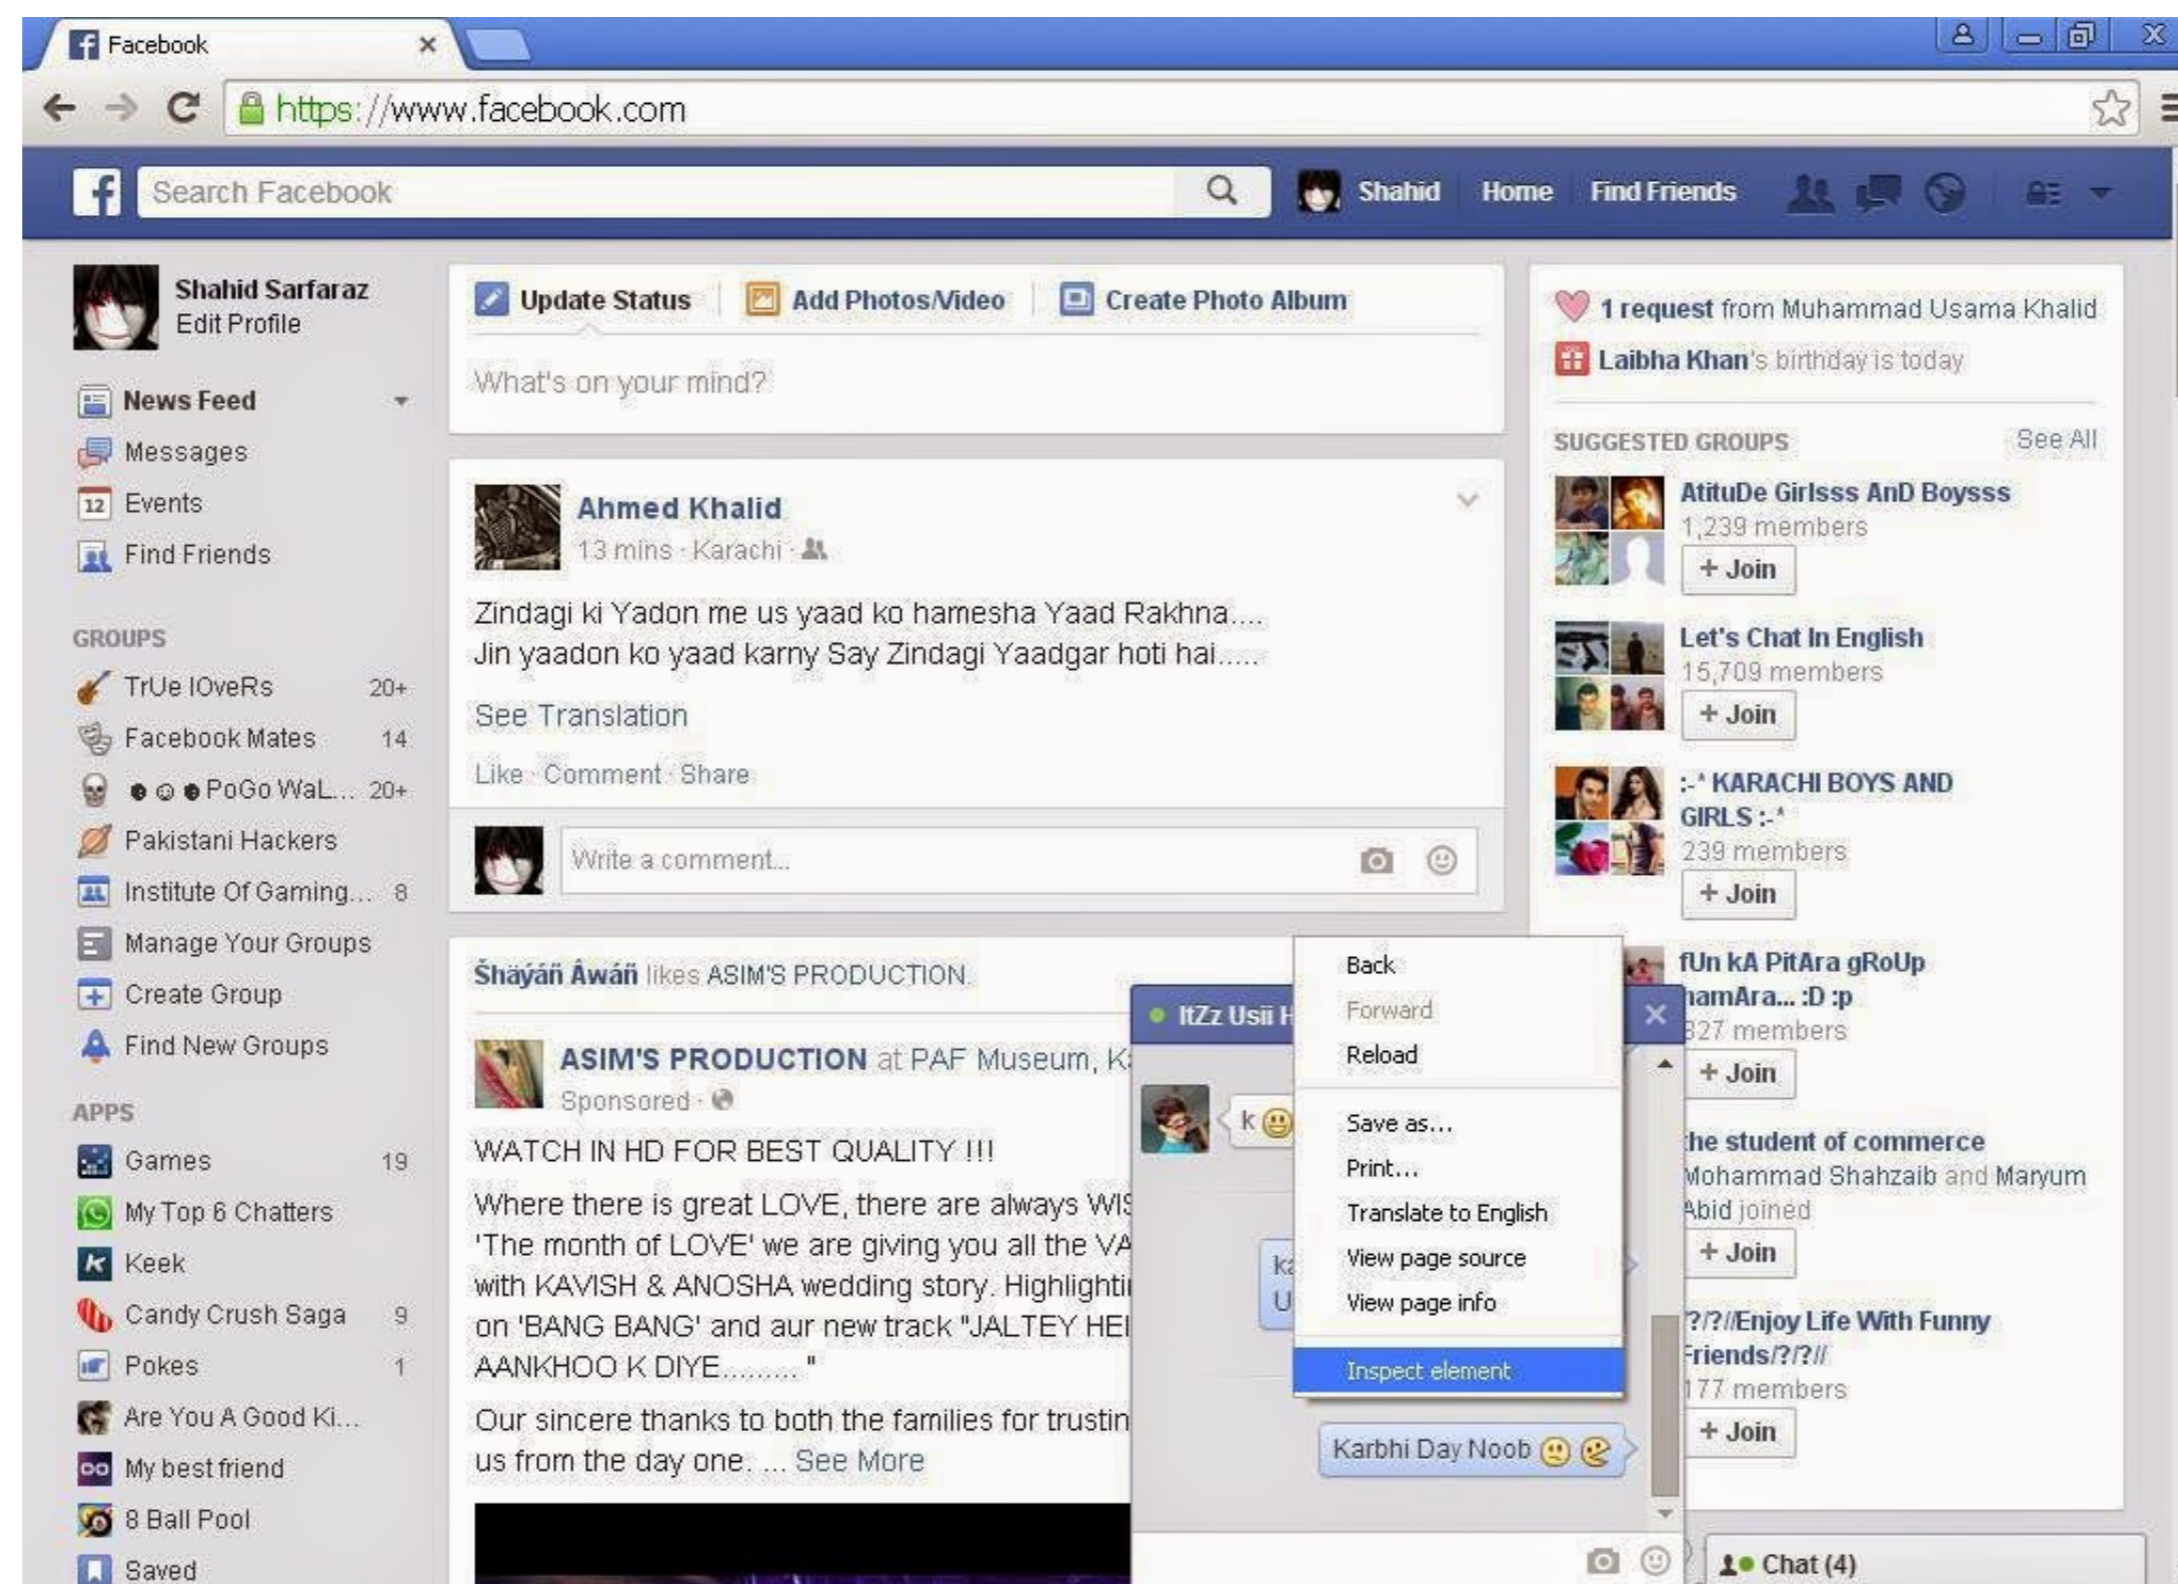 Facebook
https://www.facebook.com
Search Facebook
Shahid Home Find Friends
Shahid Sarfaraz
Edit Profile
News Feed
Messages
12 Events
Find Friends
GROUPS
TrUe lOveRs 20+
Facebook Mates 14
PoGo WaL... 20+
Pakistani Hackers
Institute Of Gaming... 8
Manage Your Groups
Create Group
Find New Groups
APPS
Games 19
My Top 6 Chatters
Keek
Candy Crush Saga 9
Pokes 1
Are You A Good Ki...
My best friend
8 Ball Pool
Saved
Update Status Add Photos/Video Create Photo Album
What's on your mind?
Ahmed Khalid
13 mins · Karachi ·
Zindagi ki Yadon me us yaad ko hamesha Yaad Rakhna....
Jin yaadon ko yaad karny Say Zindagi Yaadgar hoti hai.....
See Translation
Like · Comment · Share
Write a comment...
Šhäýáñ Âwáñ likes ASIM'S PRODUCTION.
ASIM'S PRODUCTION at PAF Museum,
Sponsored ·
WATCH IN HD FOR BEST QUALITY !!!
Where there is great LOVE, there are always
'The month of LOVE' we are giving you all the
with KAVISH & ANOSHA wedding story.
on 'BANG BANG' and aur new track "JALTEY
AANKHOO K DIYE......... "
Our sincere thanks to both the families for
us from the day one. ... See More
ItZz Usii
k
Karbhi Day Noob
Back
Forward
Reload
Save as...
Print...
Translate to English
View page source
View page info
Inspect element
1 request from Muhammad Usama Khalid
Laibha Khan's birthday is today
SUGGESTED GROUPS See All
AtituDe Girlsss AnD Boysss
1,239 members
+ Join
Let's Chat In English
15,709 members
+ Join
:-* KARACHI BOYS AND
GIRLS :-*
239 members
+ Join
fUn kA PitAra gRoUp
hamAra... :D :p
327 members
+ Join
the student of commerce
Mohammad Shahzaib and Maryum
Abid joined
+ Join
?/?//Enjoy Life With Funny
Friends/?/?//
177 members
+ Join
Chat (4)